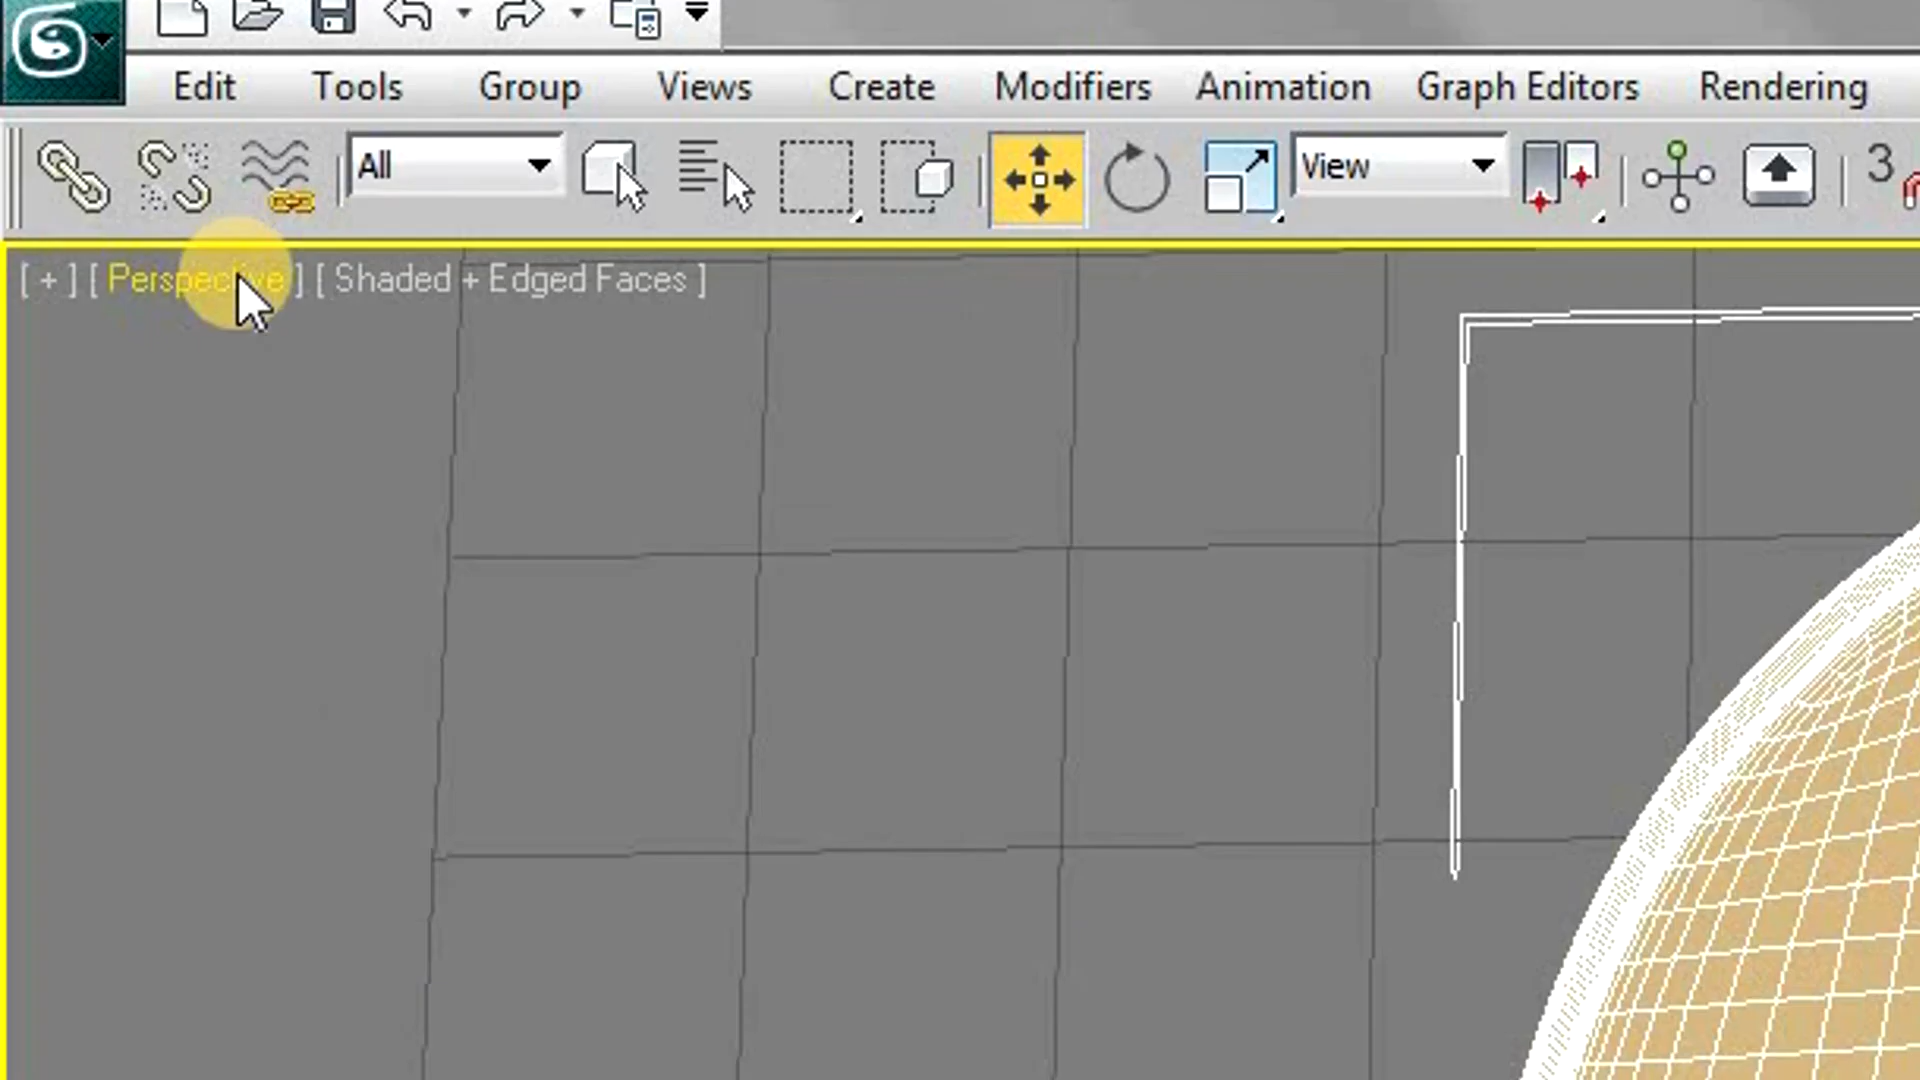 Edit Tools Group Views Create Modifiers Animation Graph Editors Rendering
All View 3
[ + ] [ Perspective ] [ Shaded + Edged Faces ]